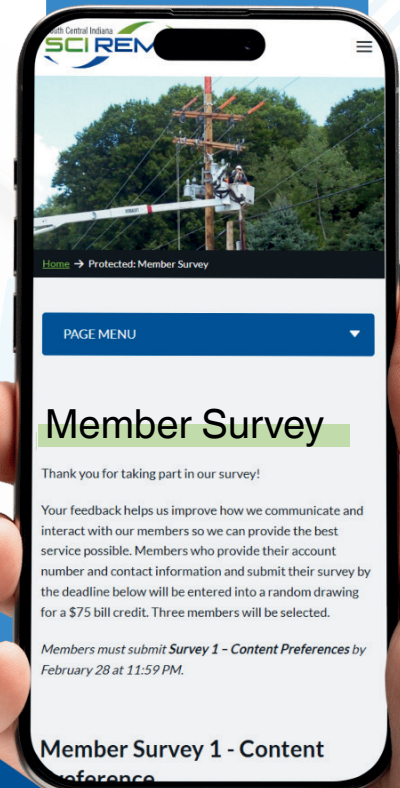 South Central Indiana
SCI REM
Home → Protected: Member Survey
PAGE MENU
Member Survey
Thank you for taking part in our survey!
Your feedback helps us improve how we communicate and
interact with our members so we can provide the best
service possible. Members who provide their account
number and contact information and submit their survey by
the deadline below will be entered into a random drawing
for a $75 bill credit. Three members will be selected.
Members must submit Survey 1 – Content Preferences by
February 28 at 11:59 PM.
Member Survey 1 - Content
Preference